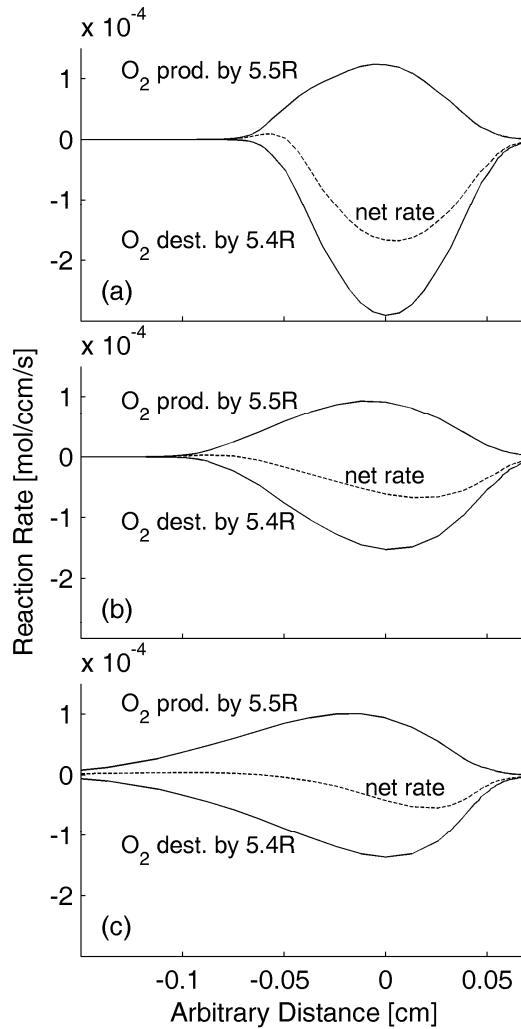 x 10^-4
1
0
-1
-2
O2 prod. by 5.5R
net rate
O2 dest. by 5.4R
(a)
x 10^-4
1
0
-1
-2
O2 prod. by 5.5R
net rate
O2 dest. by 5.4R
(b)
x 10^-4
1
0
-1
-2
O2 prod. by 5.5R
net rate
O2 dest. by 5.4R
(c)
-0.1
-0.05
0
0.05
Reaction Rate [mol/ccm/s]
Arbitrary Distance [cm]